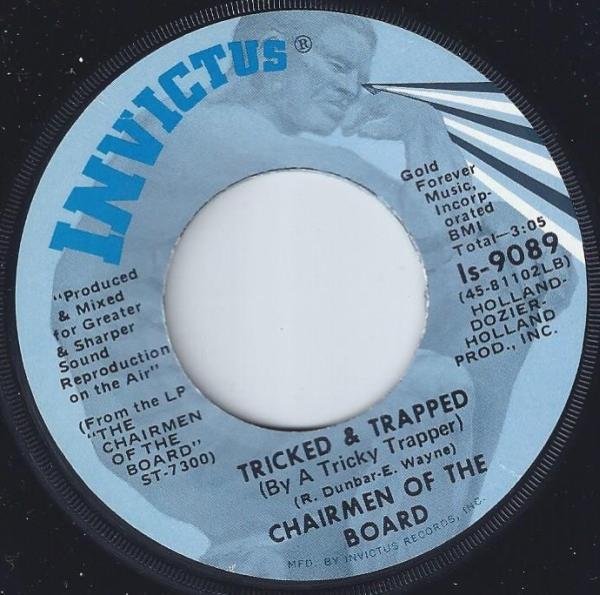 INVICTUS®
"Produced
& Mixed
for Greater
& Sharper
Sound
Reproduction
on the Air"
(From the LP
"THE
CHAIRMEN
OF THE
BOARD"
ST-7300)
Gold
Forever
Music,
Incorp-
orated
BMI
Total—3:05
Is-9089
(45-81102LB)
HOLLAND-
DOZIER-
HOLLAND
PROD., INC.
TRICKED & TRAPPED
(By A Tricky Trapper)
(R. Dunbar-E. Wayne)
CHAIRMEN OF THE
BOARD
MFD. BY INVICTUS RECORDS, INC.